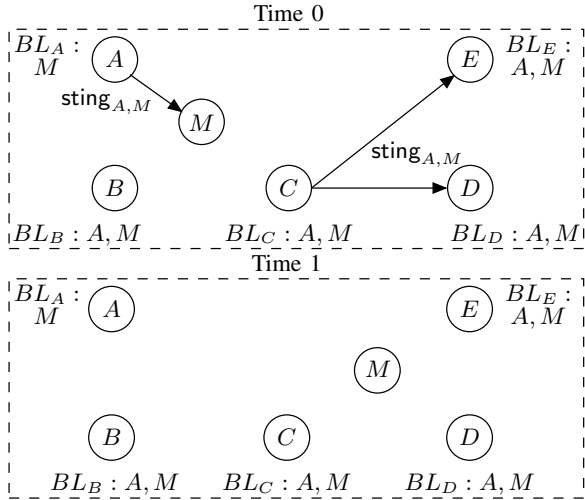 Time 0
BL_A :
M
A
E
BL_E :
A, M
sting_{A,M}
M
sting_{A,M}
B
C
D
BL_B : A, M
BL_C : A, M
BL_D : A, M
Time 1
BL_A :
M
A
E
BL_E :
A, M
M
B
C
D
BL_B : A, M
BL_C : A, M
BL_D : A, M